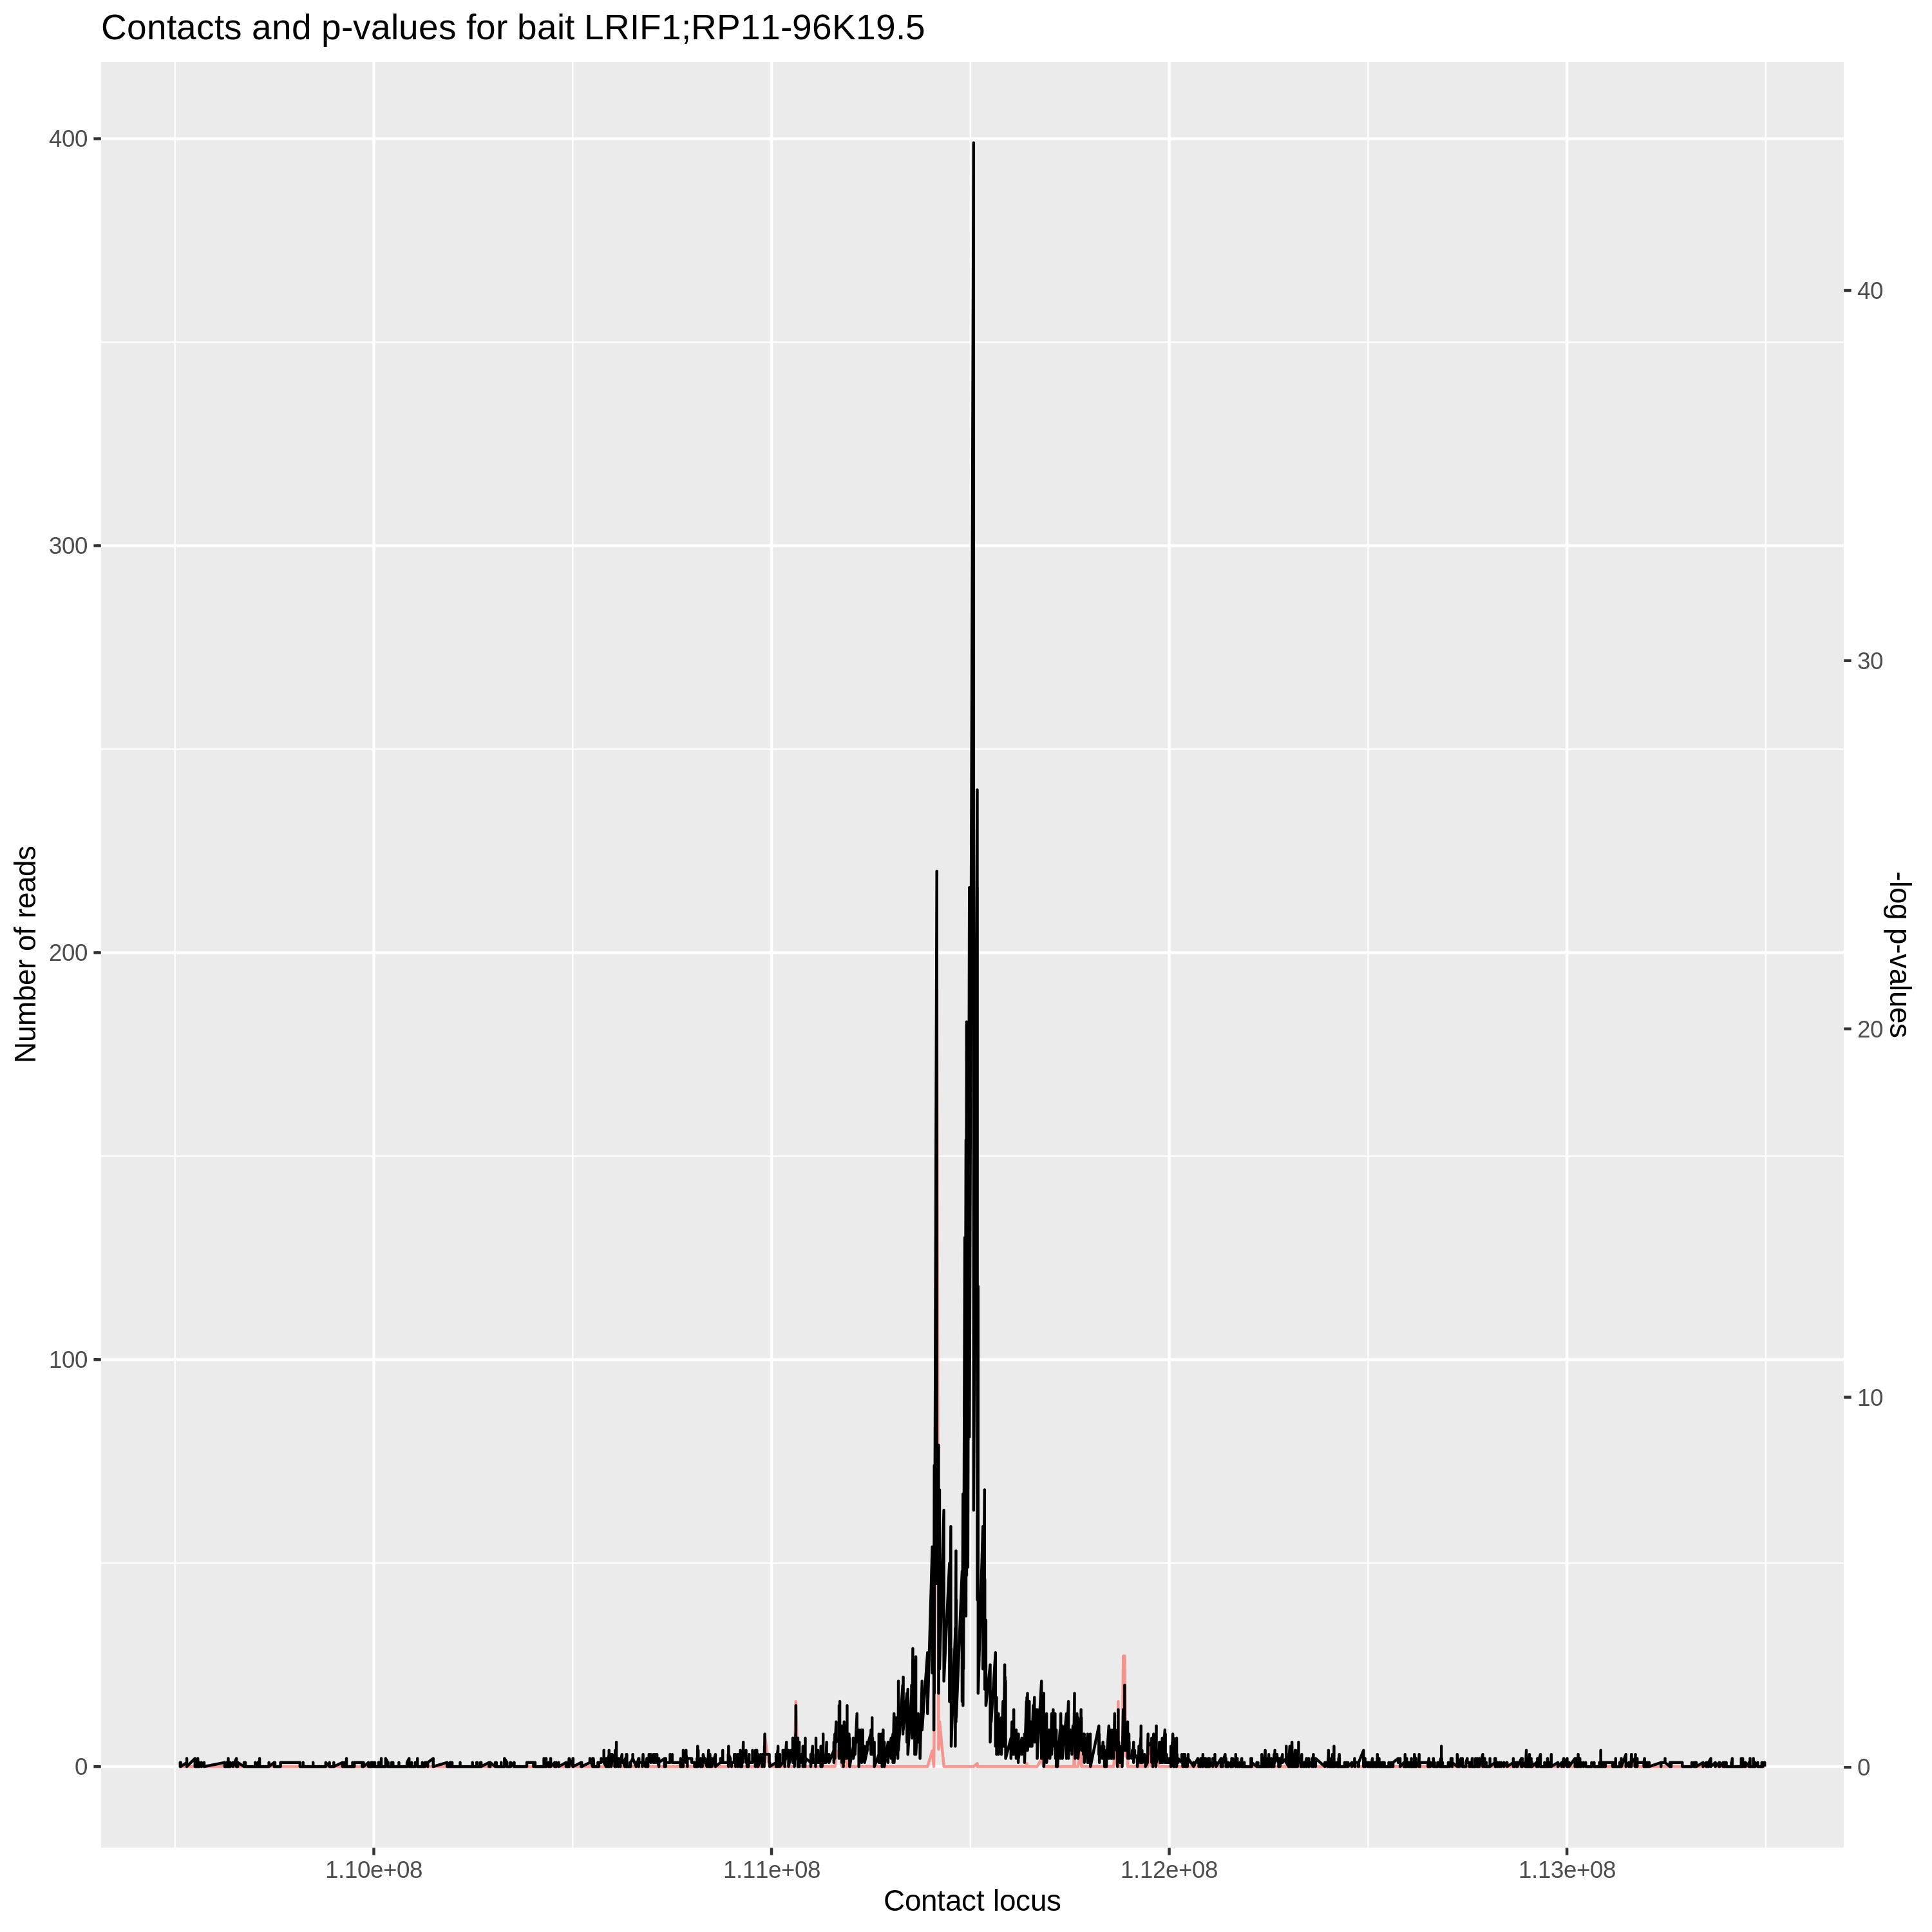 Contacts and p-values for bait LRIF1;RP11-96K19.5
400
300
200
100
0
Number of reads
40
30
20
10
0
-log p-values
1.10e+08 1.11e+08 1.12e+08 1.13e+08
Contact locus